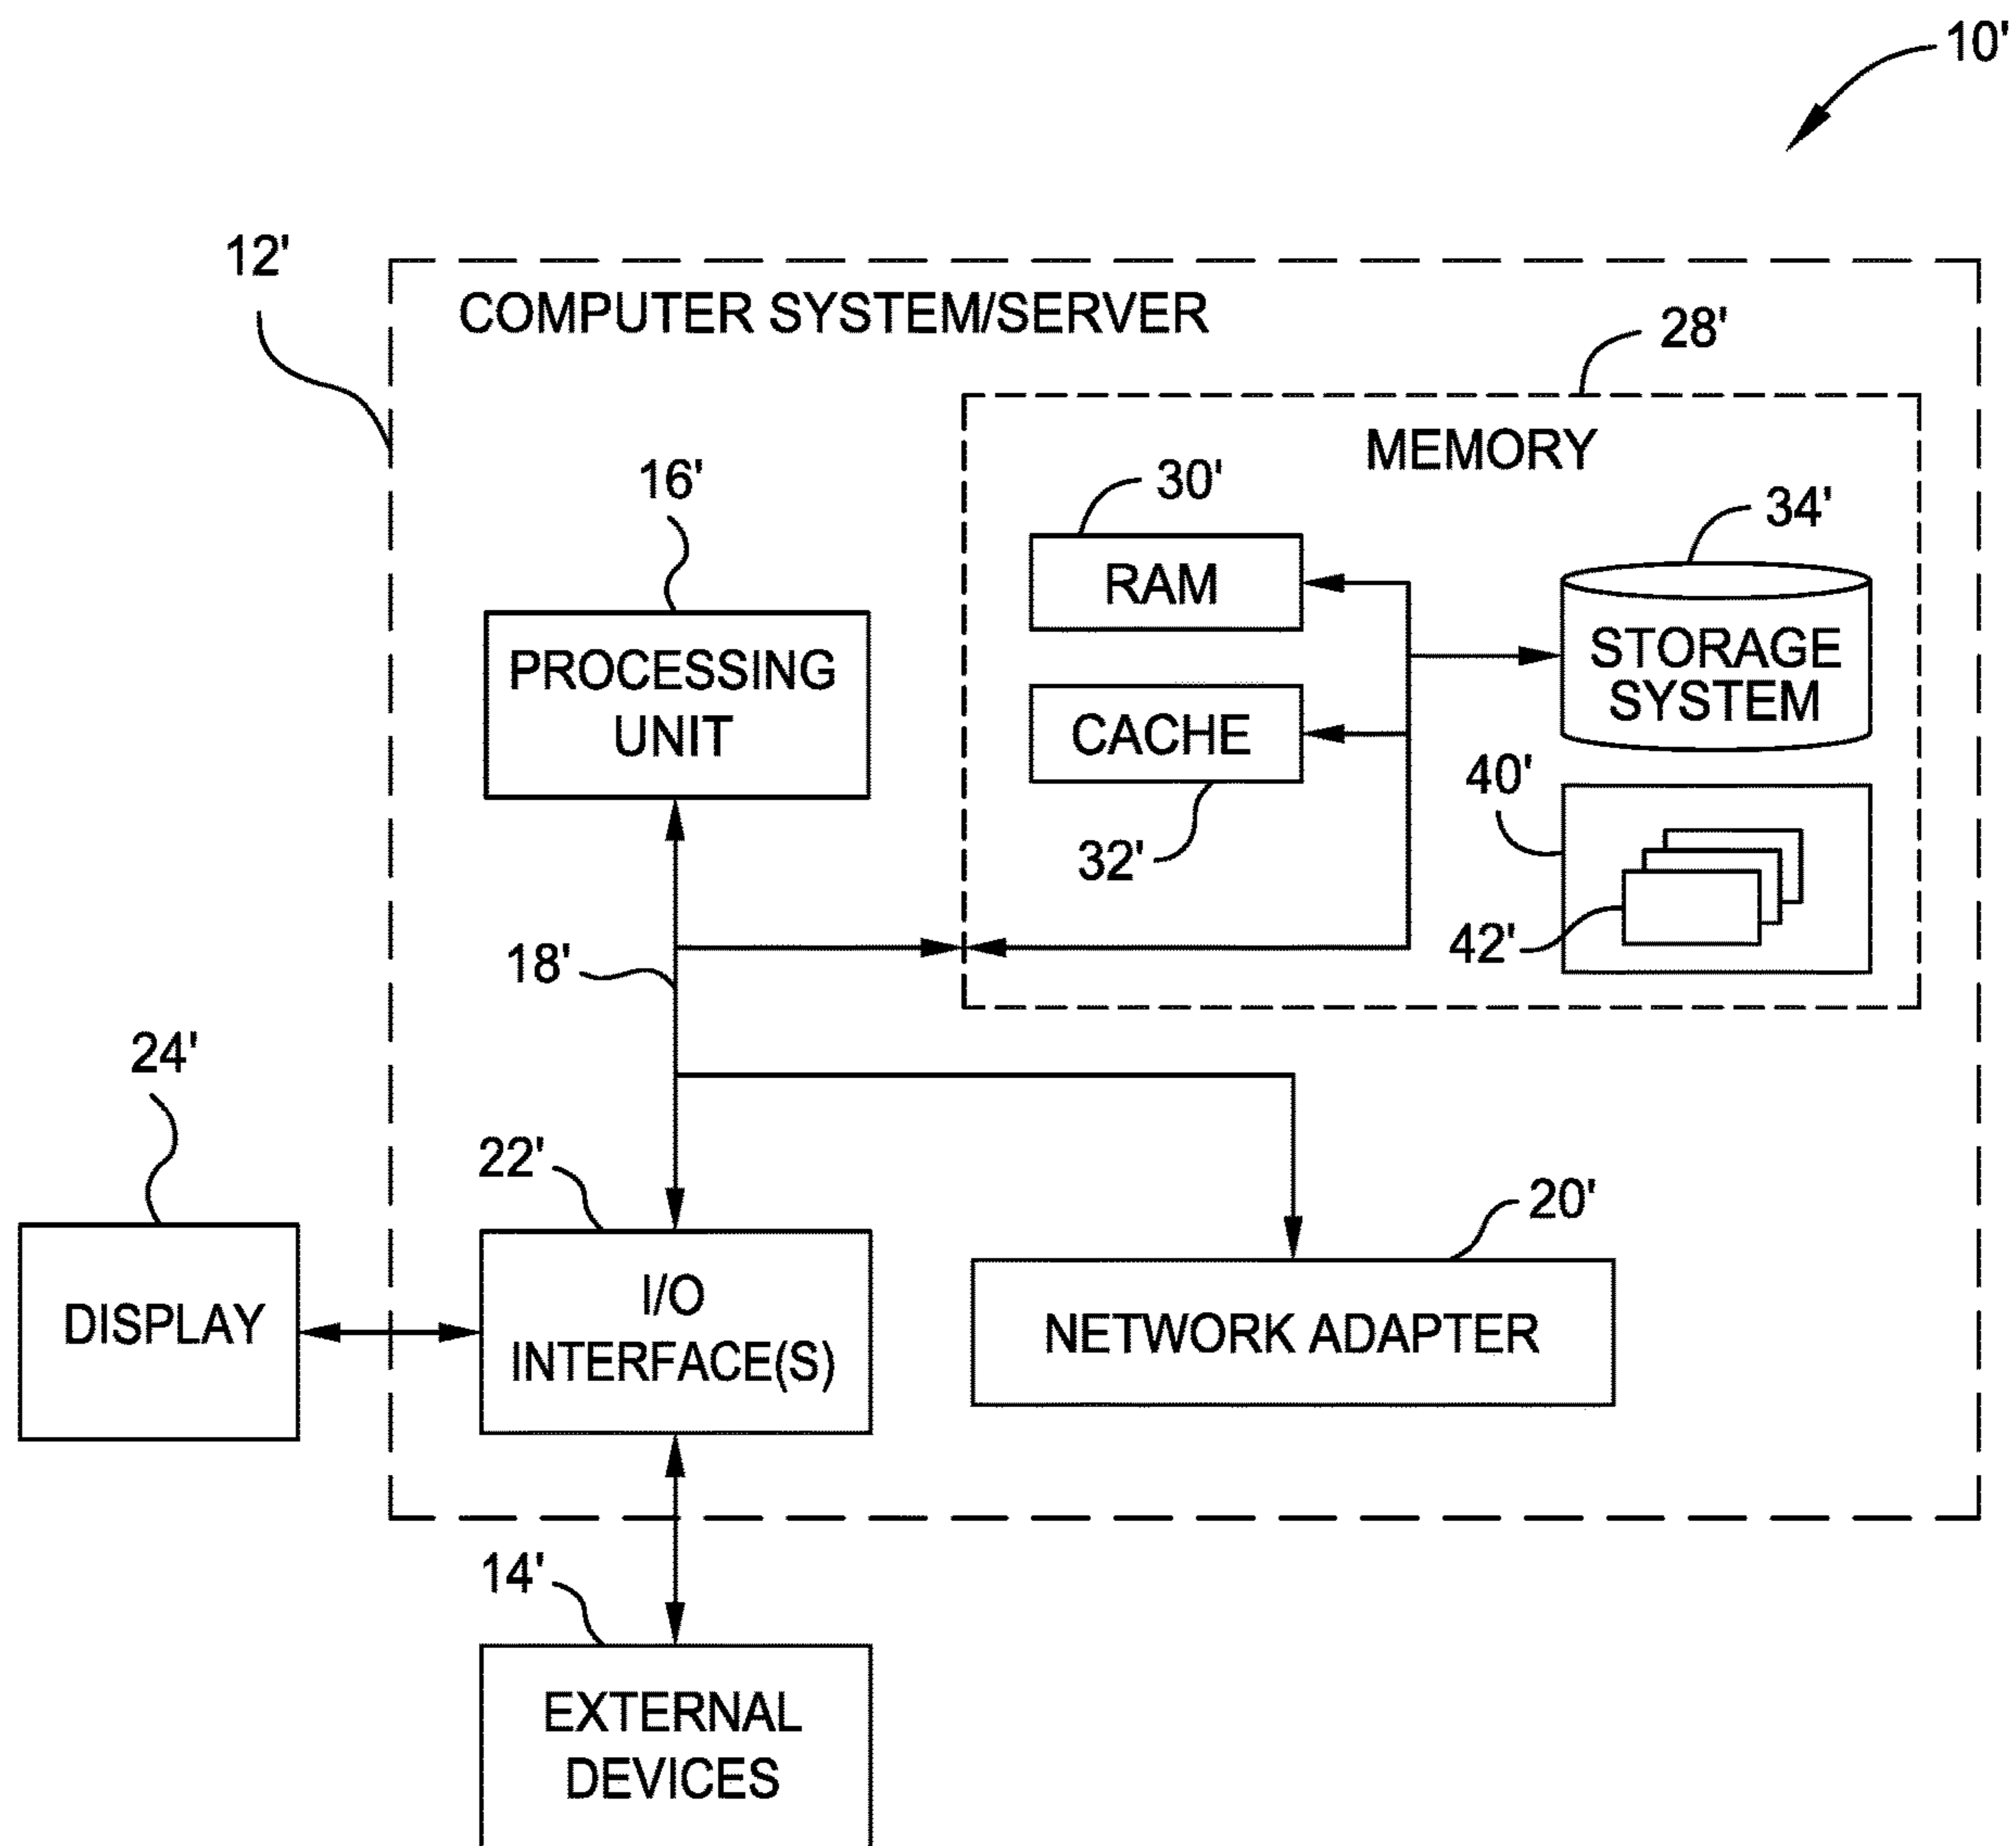 10'
12'
COMPUTER SYSTEM/SERVER
28'
MEMORY
16'
30'
34'
RAM
PROCESSING
UNIT
STORAGE
SYSTEM
CACHE
40'
32'
42'
18'
24'
22'
20'
DISPLAY
I/O
INTERFACE(S)
NETWORK ADAPTER
14'
EXTERNAL
DEVICES